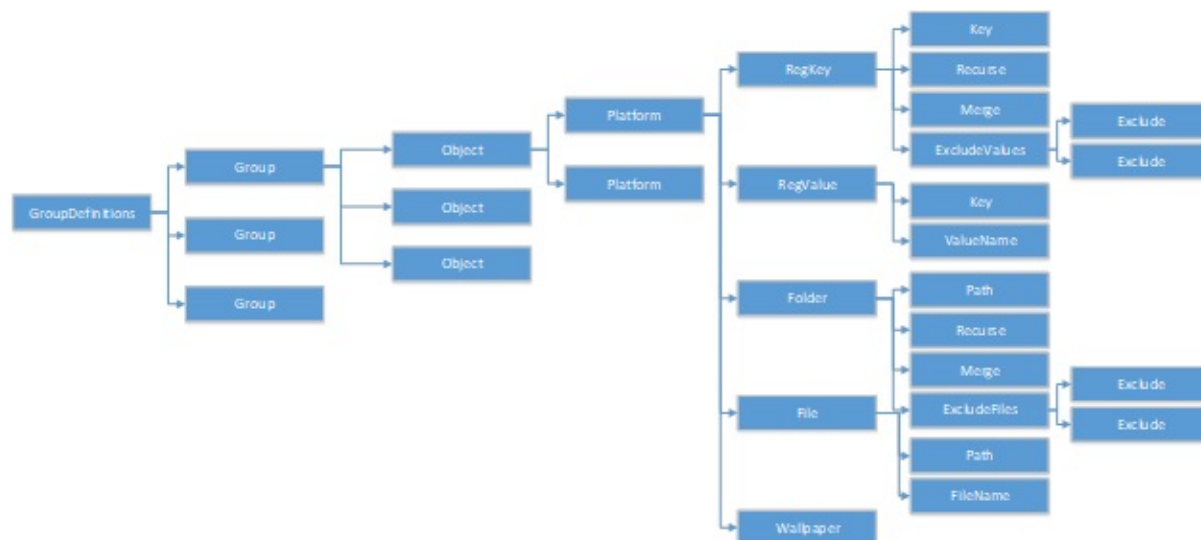 GroupDefinitions
Group
Group
Group
Object
Object
Object
Platform
Platform
RegKey
RegValue
Folder
File
Wallpaper
Key
Recurse
Merge
ExcludeValues
Key
ValueName
Path
Recurse
Merge
ExcludeFiles
Path
FileName
Exclude
Exclude
Exclude
Exclude